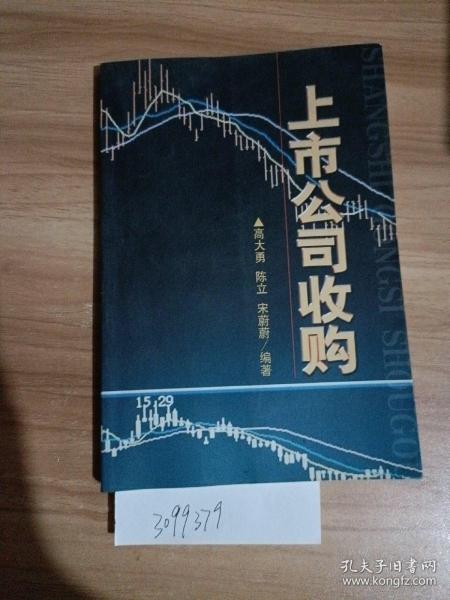 上市公司收购
SHANGSHI GONGSI SHOUGOU
▲高大勇 陈立 宋蔚蔚/编著
15.29
3099379
孔夫子旧书网
www.kongfz.com